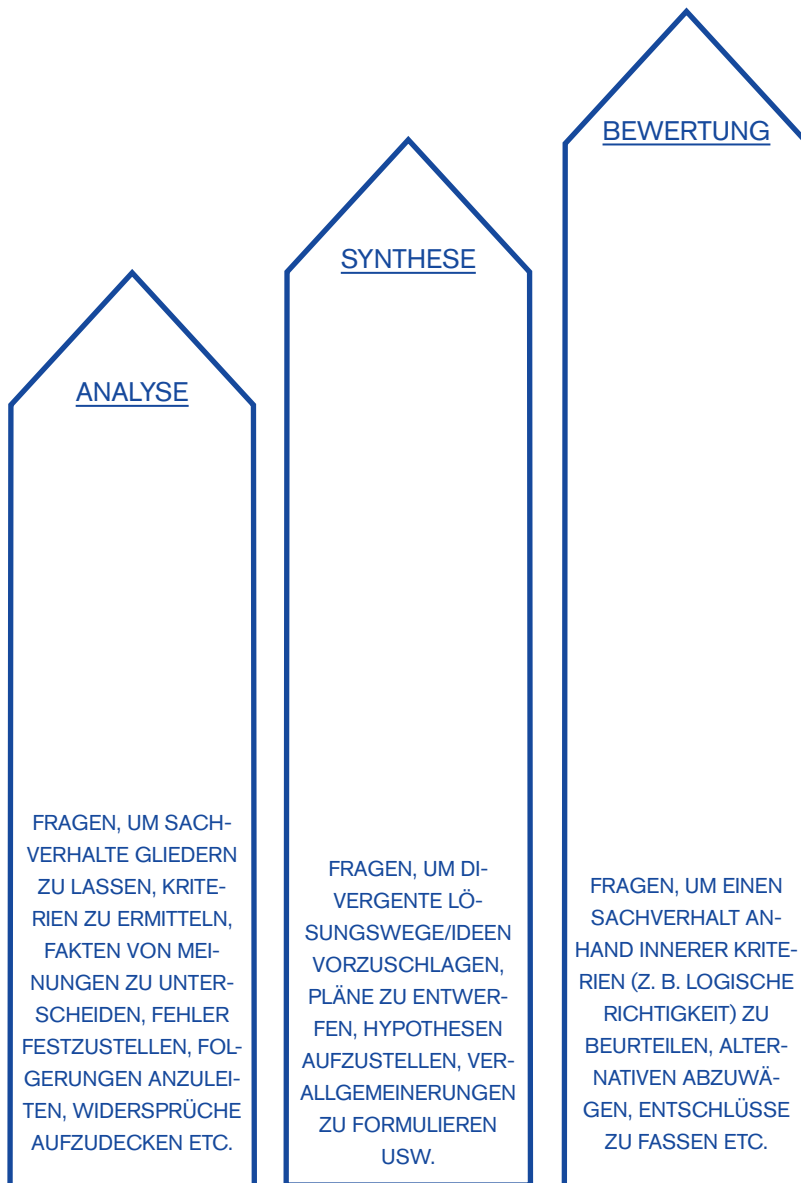 ANALYSE
FRAGEN, UM SACH-
VERHALTE GLIEDERN
ZU LASSEN, KRITE-
RIEN ZU ERMITTELN,
FAKTEN VON MEI-
NUNGEN ZU UNTER-
SCHEIDEN, FEHLER
FESTZUSTELLEN, FOL-
GERUNGEN ANZULEI-
TEN, WIDERSPRÜCHE
AUFZUDECKEN ETC.
SYNTHESE
FRAGEN, UM DI-
VERGENTE LÖ-
SUNGSWEGE/IDEEN
VORZUSCHLAGEN,
PLÄNE ZU ENTWER-
FEN, HYPOTHESEN
AUFZUSTELLEN, VER-
ALLGEMEINERUNGEN
ZU FORMULIEREN
USW.
BEWERTUNG
FRAGEN, UM EINEN
SACHVERHALT AN-
HAND INNERER KRITE-
RIEN (Z. B. LOGISCHE
RICHTIGKEIT) ZU
BEURTEILEN, ALTER-
NATIVEN ABZUWÄ-
GEN, ENTSCHLÜSSE
ZU FASSEN ETC.